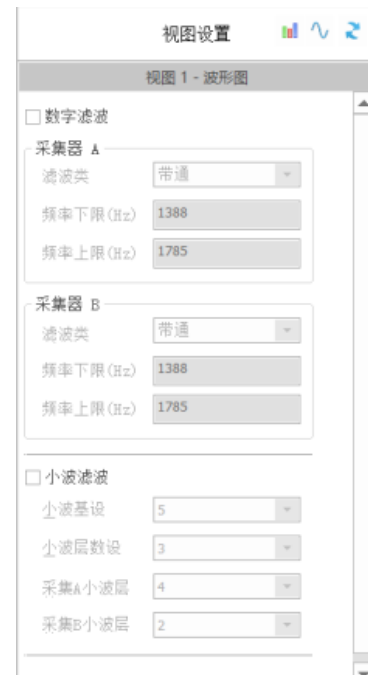 视图设置
视图 1 - 波形图
数字滤波
采集器 A
滤波类 带通
频率下限(Hz) 1388
频率上限(Hz) 1785
采集器 B
滤波类 带通
频率下限(Hz) 1388
频率上限(Hz) 1785
小波滤波
小波基设 5
小波层数设 3
采集A小波层 4
采集B小波层 2